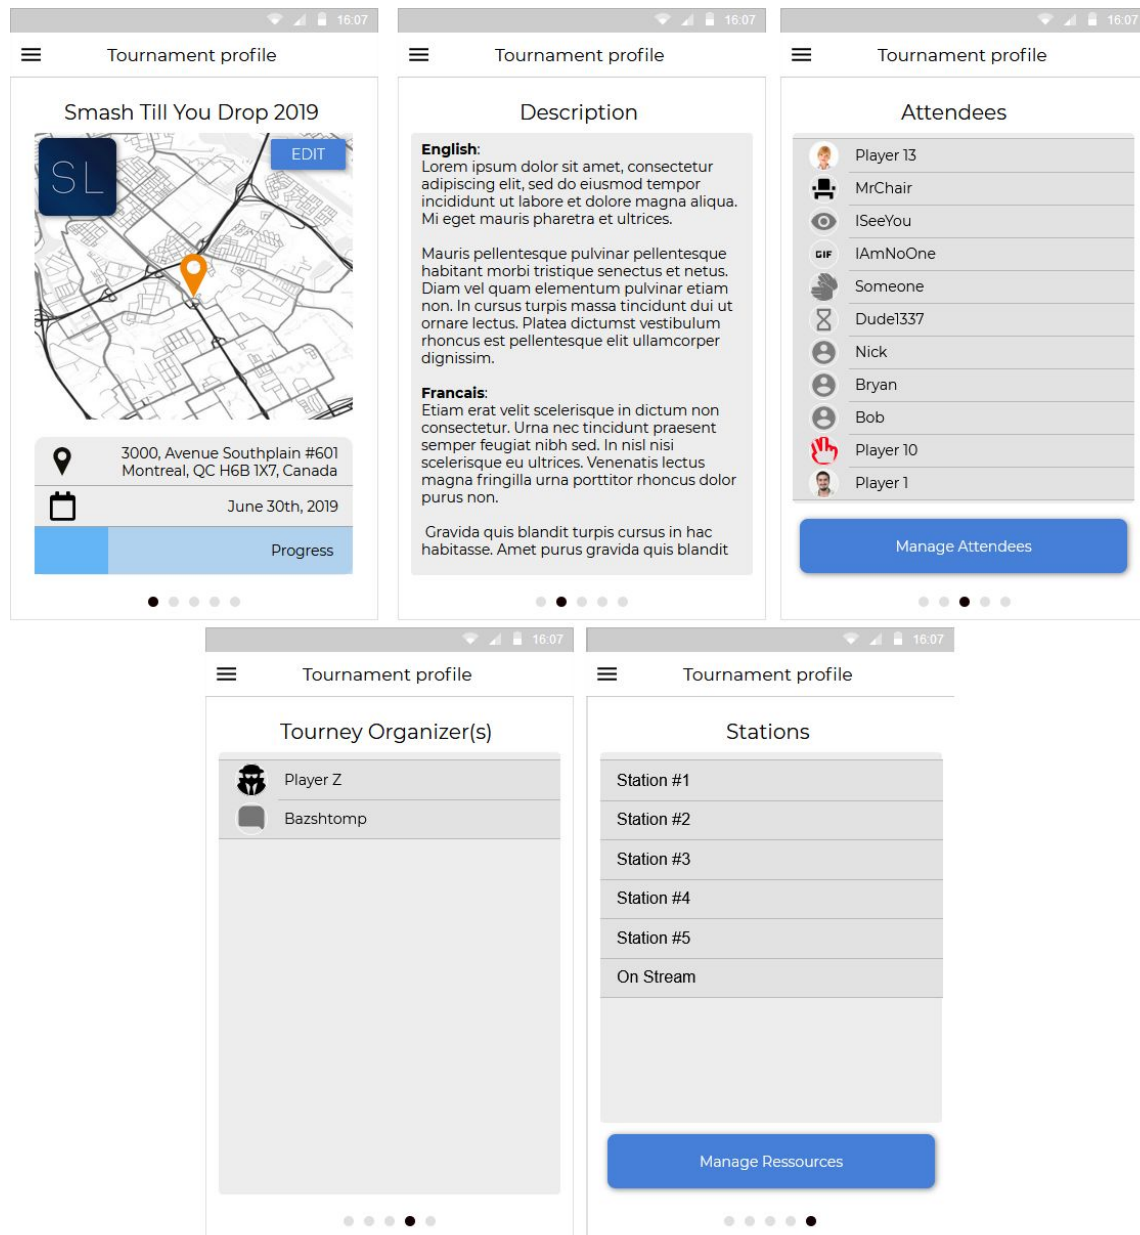 16:07
Tournament profile
Smash Till You Drop 2019
SL
EDIT
3000, Avenue Southplain #601
Montreal, QC H6B 1X7, Canada
June 30th, 2019
Progress
16:07
Tournament profile
Description
English:
Lorem ipsum dolor sit amet, consectetur
adipiscing elit, sed do eiusmod tempor
incididunt ut labore et dolore magna aliqua.
Mi eget mauris pharetra et ultrices.
Mauris pellentesque pulvinar pellentesque
habitant morbi tristique senectus et netus.
Diam vel quam elementum pulvinar etiam
non. In cursus turpis massa tincidunt dui ut
ornare lectus. Platea dictumst vestibulum
rhoncus est pellentesque elit ullamcorper
dignissim.
Francais:
Etiam erat velit scelerisque in dictum non
consectetur. Urna nec tincidunt praesent
semper feugiat nibh sed. In nisl nisi
scelerisque eu ultrices. Venenatis lectus
magna fringilla urna porttitor rhoncus dolor
purus non.
Gravida quis blandit turpis cursus in hac
habitasse. Amet purus gravida quis blandit
16:07
Tournament profile
Attendees
Player 13
MrChair
ISeeYou
GIF
IAmNoOne
Someone
Dude1337
Nick
Bryan
Bob
Player 10
Player 1
Manage Attendees
16:07
Tournament profile
Tourney Organizer(s)
Player Z
Bazshtomp
16:07
Tournament profile
Stations
Station #1
Station #2
Station #3
Station #4
Station #5
On Stream
Manage Ressources